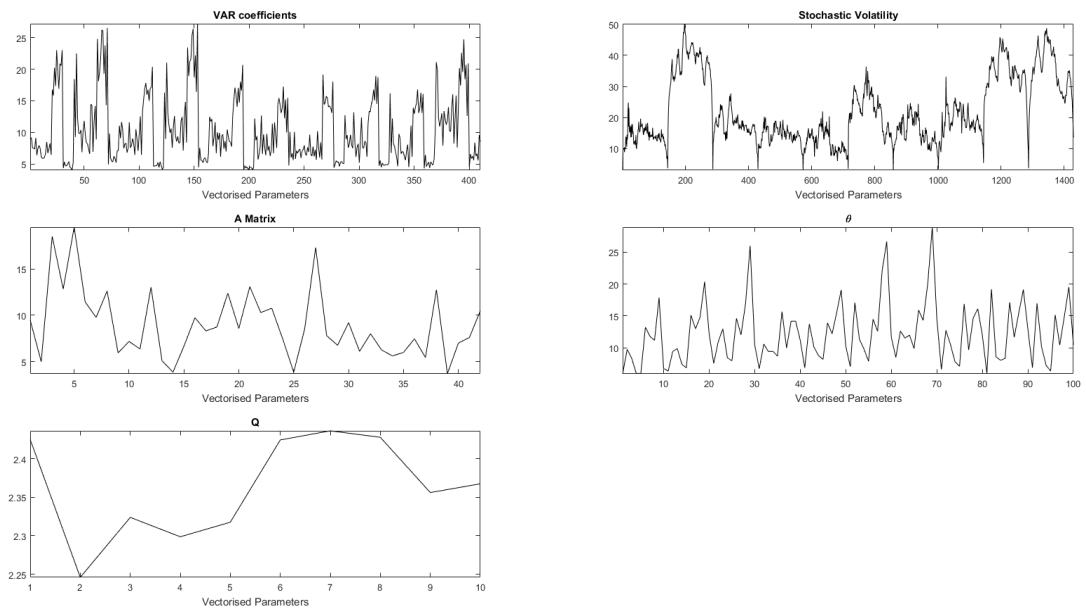 VAR coefficients
25
20
15
10
5
50 100 150 200 250 300 350 400
Vectorised Parameters
Stochastic Volatility
50
40
30
20
10
200 400 600 800 1000 1200 1400
Vectorised Parameters
A Matrix
15
10
5
5 10 15 20 25 30 35 40
Vectorised Parameters
θ
25
20
15
10
10 20 30 40 50 60 70 80 90 100
Vectorised Parameters
Q
2.4
2.35
2.3
2.25
1 2 3 4 5 6 7 8 9 10
Vectorised Parameters